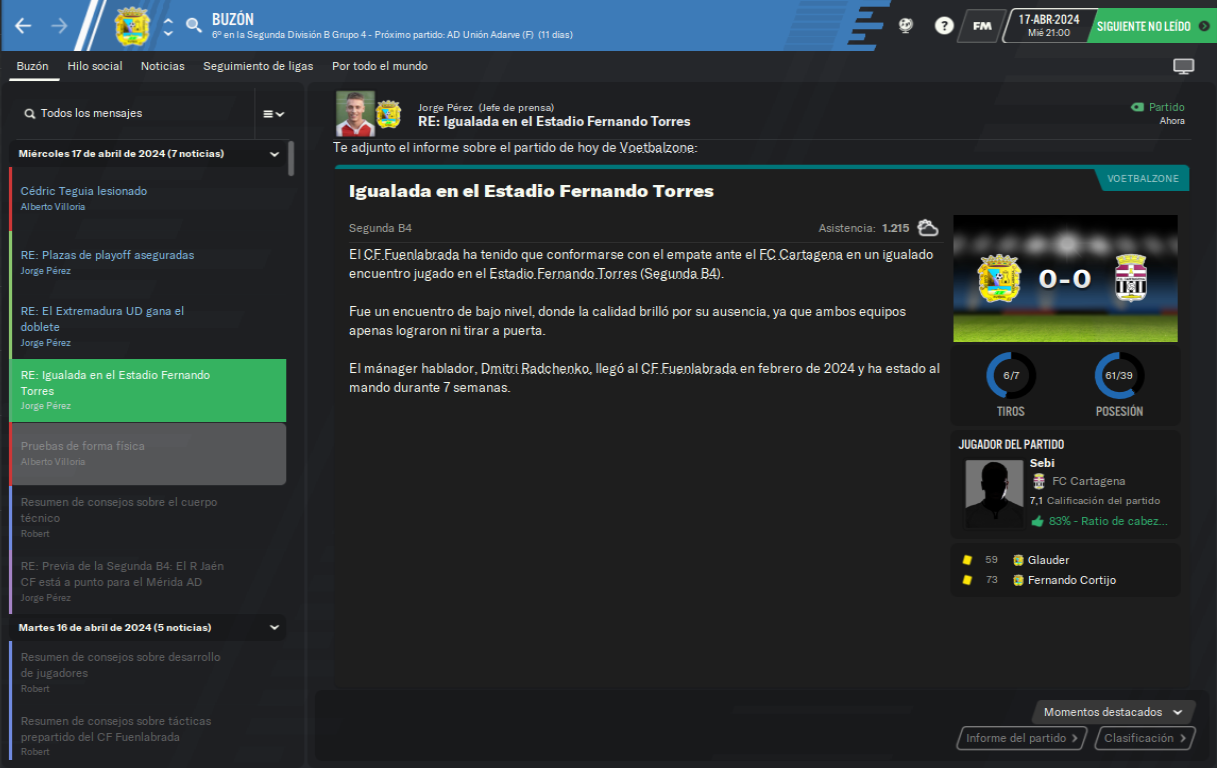 BUZÓN
6º en la Segunda División B Grupo 4 - Próximo partido: AD Unión Adarve (F) (11 días)
?
FM
17-ABR-2024
Mié 21:00
SIGUIENTE NO LEÍDO
Buzón
Hilo social
Noticias
Seguimiento de ligas
Por todo el mundo
Todos los mensajes
Miércoles 17 de abril de 2024 (7 noticias)
Cédric Teguia lesionado
Alberto Villoria
RE: Plazas de playoff aseguradas
Jorge Pérez
RE: El Extremadura UD gana el
doblete
Jorge Pérez
RE: Igualada en el Estadio Fernando
Torres
Jorge Pérez
Pruebas de forma física
Alberto Villoria
Resumen de consejos sobre el cuerpo
técnico
Robert
RE: Previa de la Segunda B4: El R Jaén
CF está a punto para el Mérida AD
Jorge Pérez
Martes 16 de abril de 2024 (5 noticias)
Resumen de consejos sobre desarrollo
de jugadores
Robert
Resumen de consejos sobre tácticas
prepartido del CF Fuenlabrada
Robert
Jorge Pérez (Jefe de prensa)
RE: Igualada en el Estadio Fernando Torres
Partido
Ahora
Te adjunto el informe sobre el partido de hoy de Voetbalzone:
VOETBALZONE
Igualada en el Estadio Fernando Torres
Segunda B4
Asistencia: 1.215
El CF Fuenlabrada ha tenido que conformarse con el empate ante el FC Cartagena en un igualado
encuentro jugado en el Estadio Fernando Torres (Segunda B4).
Fue un encuentro de bajo nivel, donde la calidad brilló por su ausencia, ya que ambos equipos
apenas lograron ni tirar a puerta.
El mánager hablador, Dmitri Radchenko, llegó al CF Fuenlabrada en febrero de 2024 y ha estado al
mando durante 7 semanas.
0-0
6/7
TIROS
61/39
POSESIÓN
JUGADOR DEL PARTIDO
Sebi
FC Cartagena
7,1 Calificación del partido
83% - Ratio de cabez...
59 Glauder
73 Fernando Cortijo
Momentos destacados
Informe del partido
Clasificación